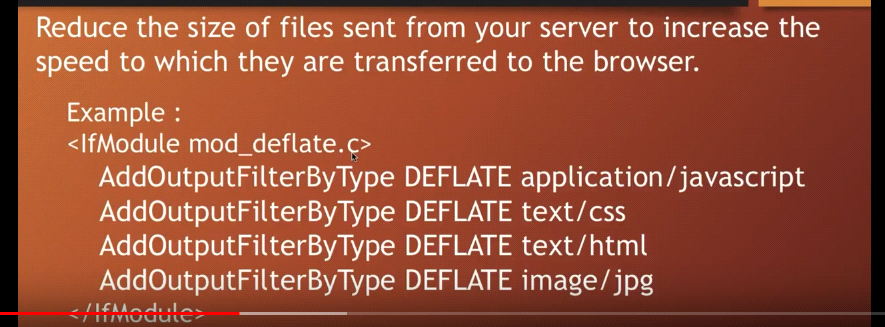 Reduce the size of files sent from your server to increase the
speed to which they are transferred to the browser.
Example :
<IfModule mod_deflate.c>
AddOutputFilterByType DEFLATE application/javascript
AddOutputFilterByType DEFLATE text/css
AddOutputFilterByType DEFLATE text/html
AddOutputFilterByType DEFLATE image/jpg
</IfModule>